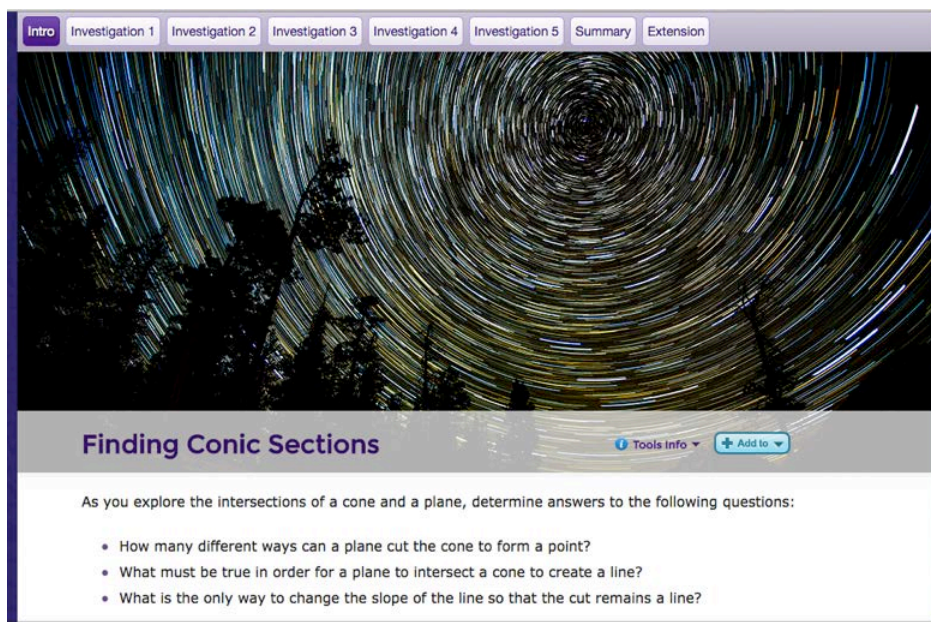 Intro Investigation 1 Investigation 2 Investigation 3 Investigation 4 Investigation 5 Summary Extension
Finding Conic Sections
Tools Info
Add to
As you explore the intersections of a cone and a plane, determine answers to the following questions:
• How many different ways can a plane cut the cone to form a point?
• What must be true in order for a plane to intersect a cone to create a line?
• What is the only way to change the slope of the line so that the cut remains a line?